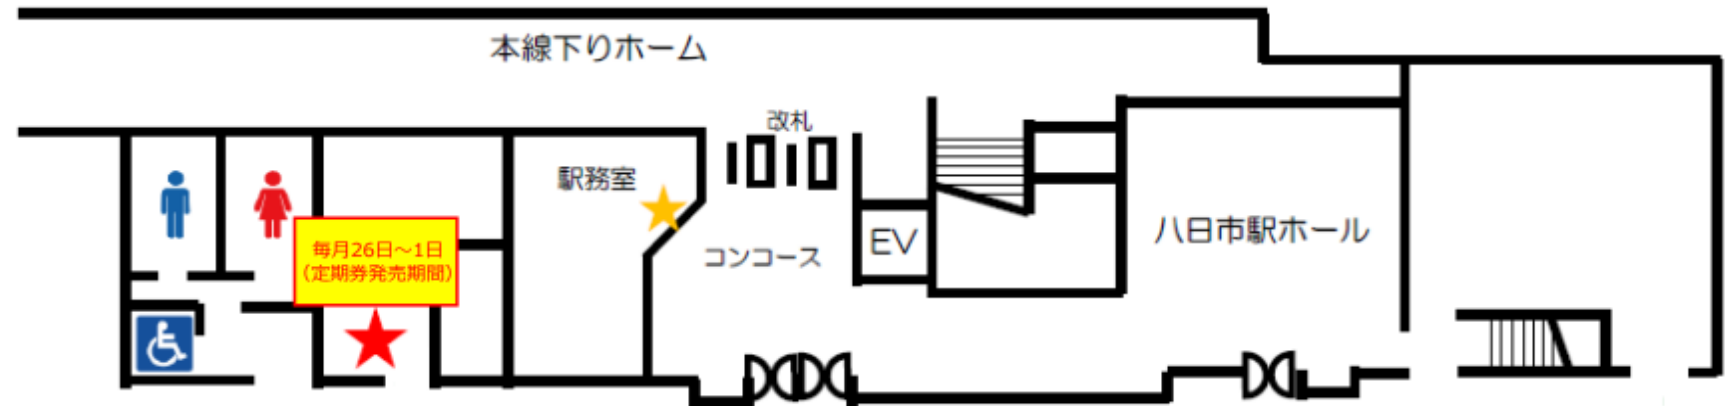 本線下りホーム
改札
駅務室
毎月26日～1日
（定期券発売期間）
コンコース
EV
八日市駅ホール